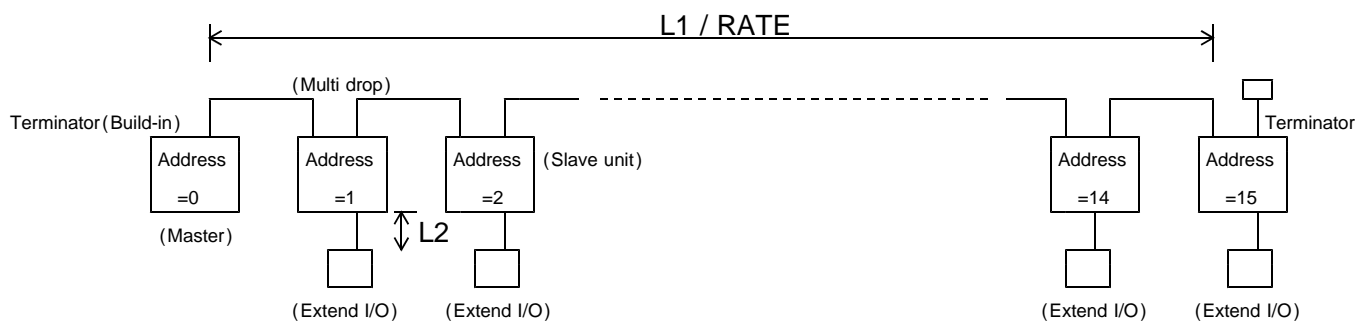 L1 / RATE
(Multi drop)
Terminator(Build-in)
Terminator
Address
=0
Address
=1
Address
=2
(Slave unit)
Address
=14
Address
=15
(Master)
L2
(Extend I/O)
(Extend I/O)
(Extend I/O)
(Extend I/O)